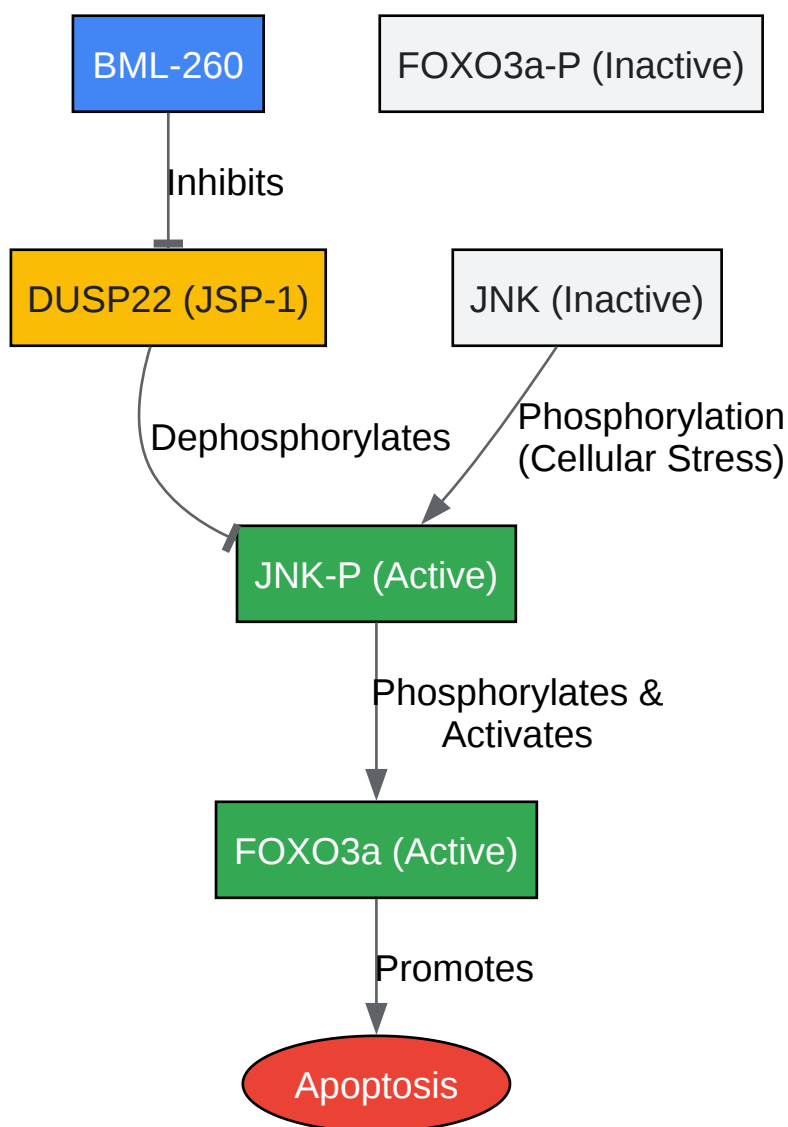 BML-260
FOXO3a-P (Inactive)
Inhibits
DUSP22 (JSP-1)
JNK (Inactive)
Dephosphorylates
Phosphorylation
(Cellular Stress)
JNK-P (Active)
Phosphorylates &
Activates
FOXO3a (Active)
Promotes
Apoptosis